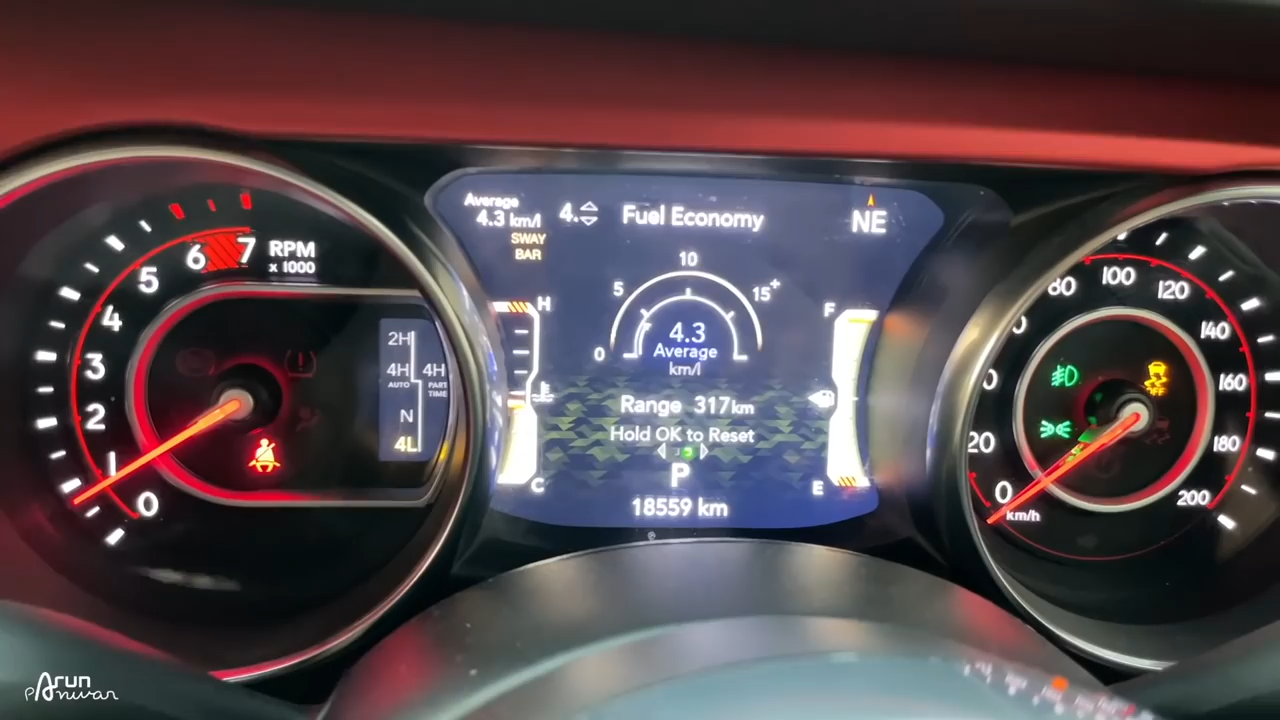 Average
4.3 km/l
SWAY
BAR
4.
Fuel Economy
NE
5
10
15+
0
4.3
Average
km/l
Range 317km
Hold OK to Reset
P
18559 km
H
C
F
E
RPM
x 1000
7
6
5
4
3
2
1
0
2H
4H
AUTO
4H
PART
TIME
N
4L
0
20
80
100
120
140
160
180
200
km/h
OFF
Arun
Panwar